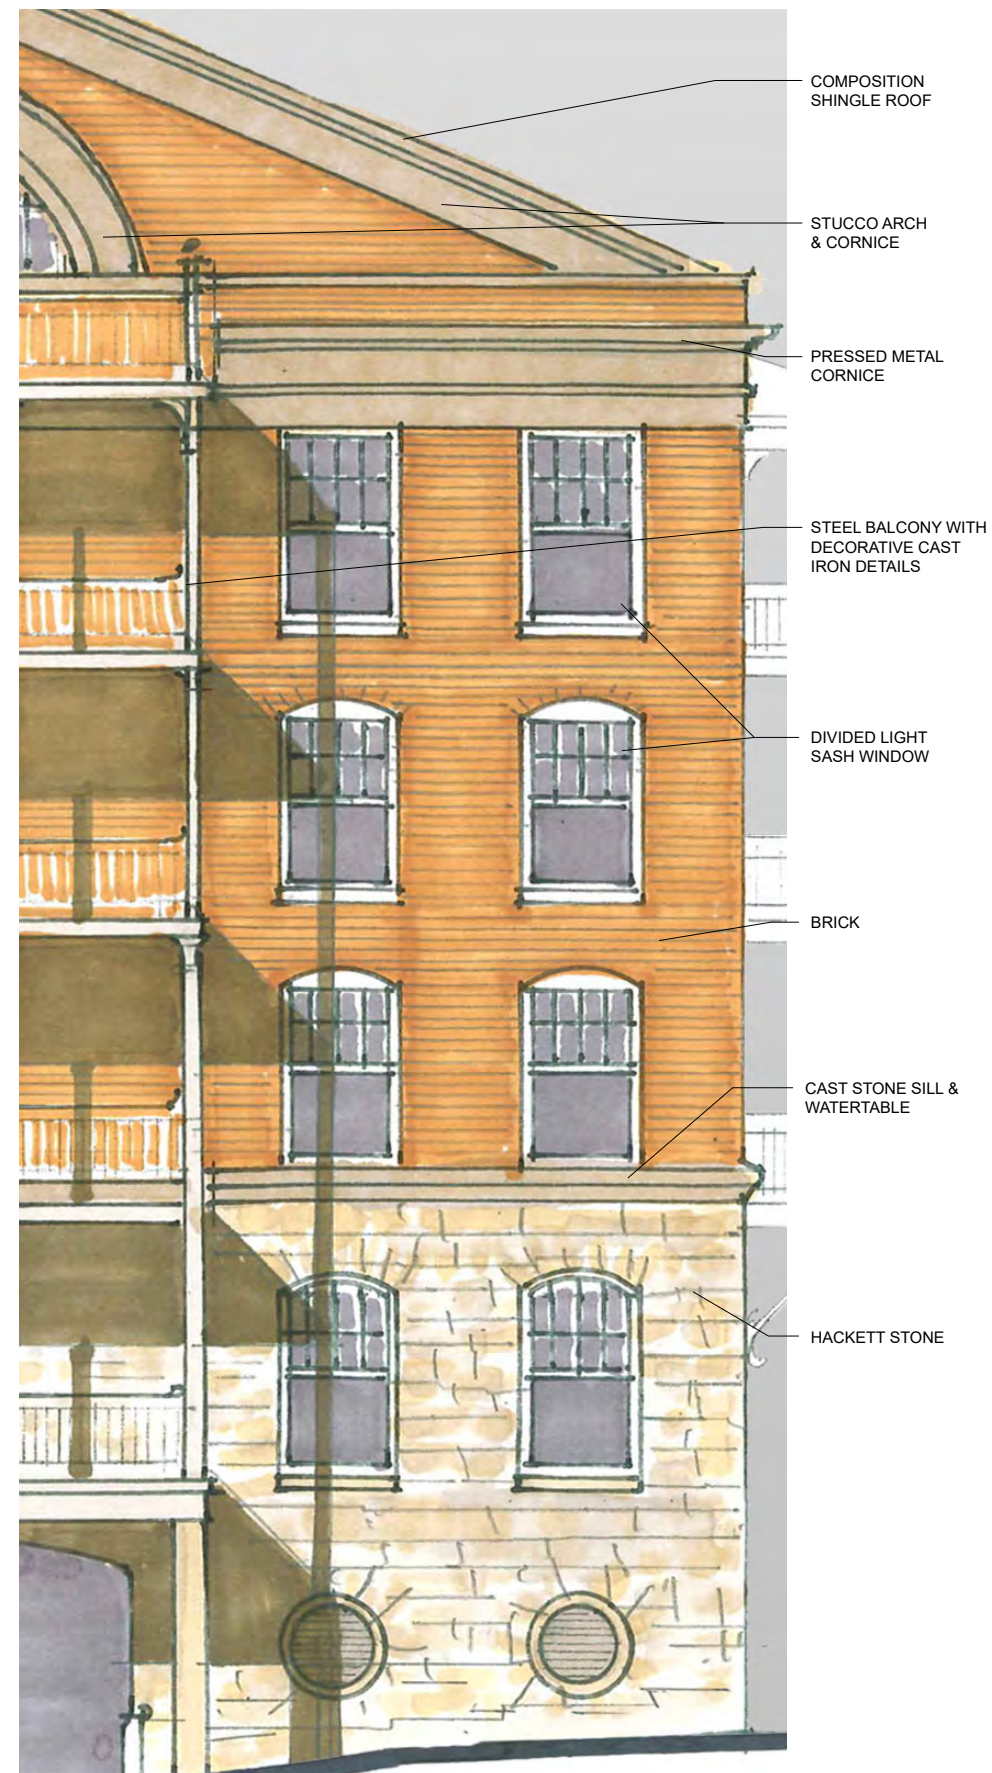 COMPOSITION
SHINGLE ROOF
STUCCO ARCH
& CORNICE
PRESSED METAL
CORNICE
STEEL BALCONY WITH
DECORATIVE CAST
IRON DETAILS
DIVIDED LIGHT
SASH WINDOW
BRICK
CAST STONE SILL &
WATERTABLE
HACKETT STONE